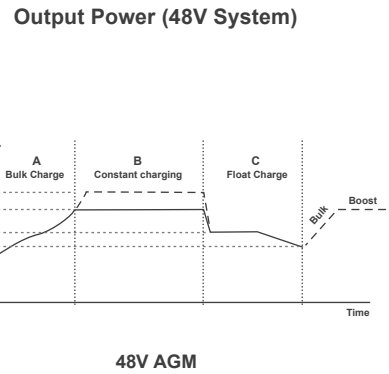 Output Power (48V System)
A
Bulk Charge
B
Constant charging
C
Float Charge
Bulk
Boost
Time
48V AGM